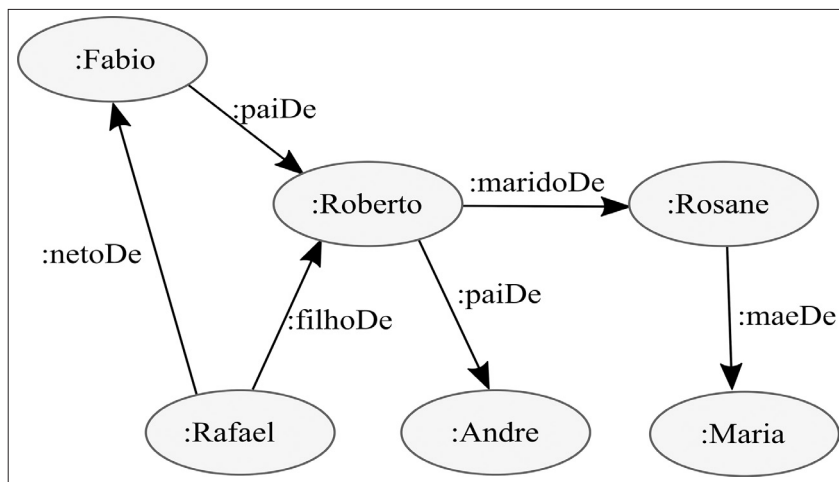 :Fabio
:paiDe
:maridoDe
:Roberto
:Rosane
:netoDe
:filhoDe
:paiDe
:maeDe
:Rafael
:Andre
:Maria